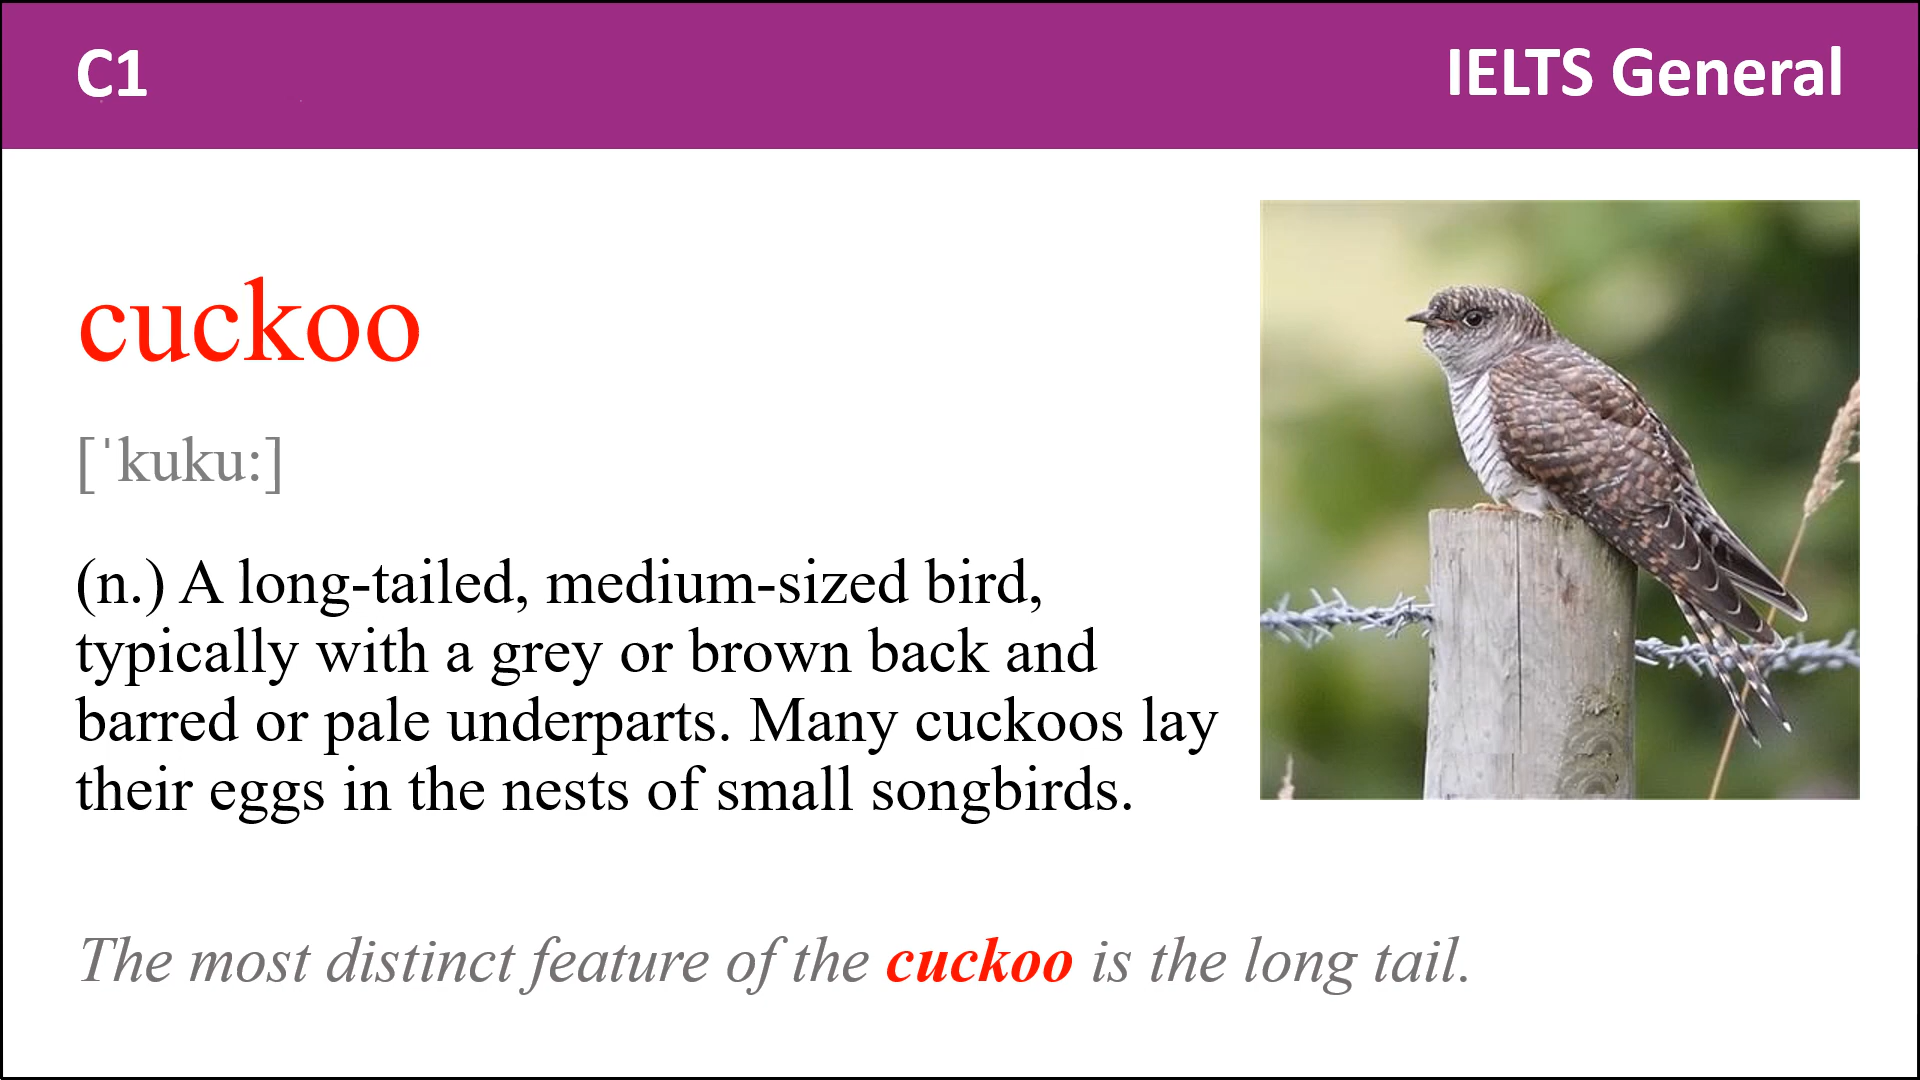 C1
IELTS General
cuckoo
[ˈkuku:]
(n.) A long-tailed, medium-sized bird,
typically with a grey or brown back and
barred or pale underparts. Many cuckoos lay
their eggs in the nests of small songbirds.
The most distinct feature of the cuckoo is the long tail.